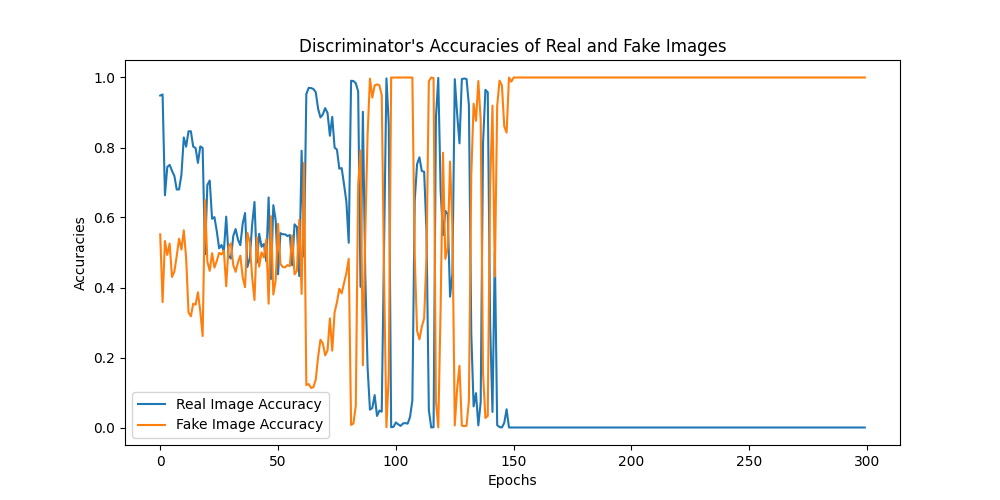 Discriminator's Accuracies of Real and Fake Images
1.0
0.8
0.6
0.4
0.2
0.0
Accuracies
Real Image Accuracy
Fake Image Accuracy
0 50 100 150 200 250 300
Epochs